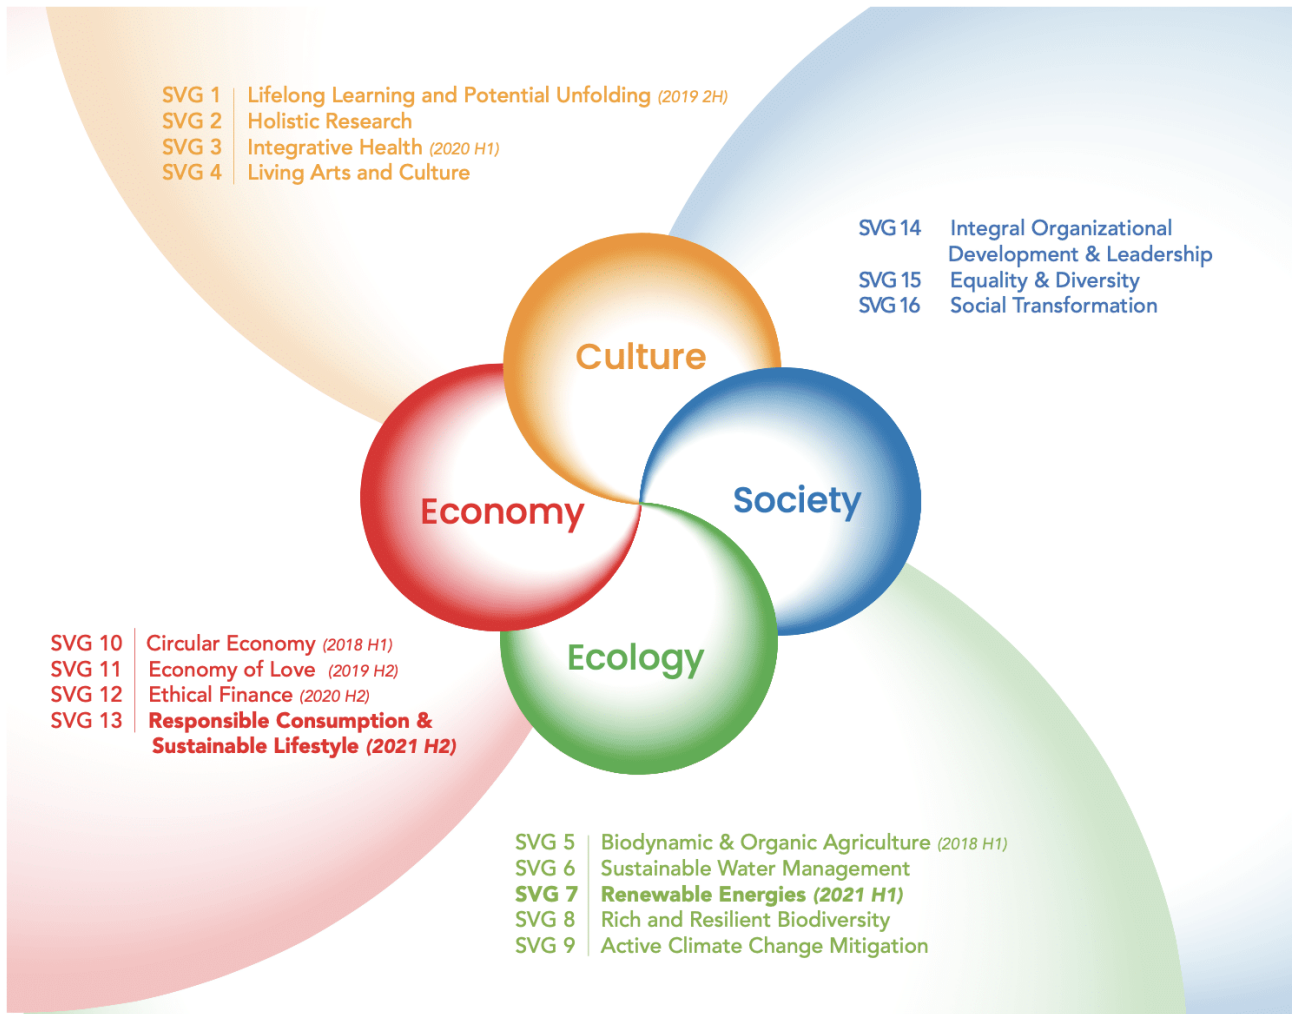 SVG 1 Lifelong Learning and Potential Unfolding (2019 2H)
SVG 2 Holistic Research
SVG 3 Integrative Health (2020 H1)
SVG 4 Living Arts and Culture
SVG 14 Integral Organizational
Development & Leadership
SVG 15 Equality & Diversity
SVG 16 Social Transformation
Culture
Society
Economy
Ecology
SVG 10 Circular Economy (2018 H1)
SVG 11 Economy of Love (2019 H2)
SVG 12 Ethical Finance (2020 H2)
SVG 13 Responsible Consumption &
Sustainable Lifestyle (2021 H2)
SVG 5 Biodynamic & Organic Agriculture (2018 H1)
SVG 6 Sustainable Water Management
SVG 7 Renewable Energies (2021 H1)
SVG 8 Rich and Resilient Biodiversity
SVG 9 Active Climate Change Mitigation